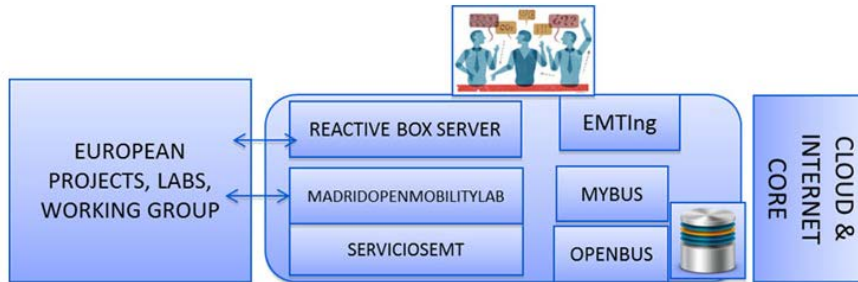 EUROPEAN
PROJECTS, LABS,
WORKING GROUP
REACTIVE BOX SERVER
MADRIDOPENMOBILITYLAB
SERVICIOSEMT
EMTIng
MYBUS
OPENBUS
CLOUD &
INTERNET
CORE